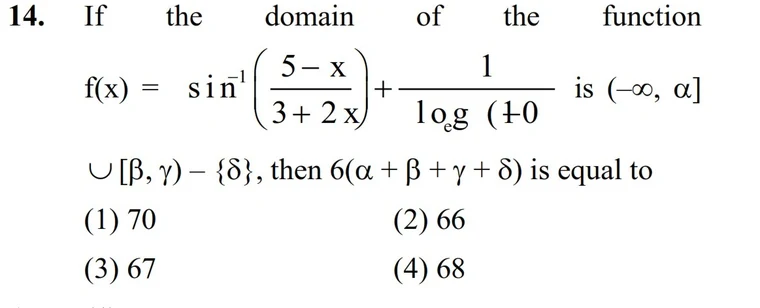 14. If the domain of the function
f(x) = sin⁻¹((5 – x)/(3 + 2x)) + 1/(logₑ (10 is (–∞, α]
∪ [β, γ) – {δ}, then 6(α + β + γ + δ) is equal to
(1) 70 (2) 66
(3) 67 (4) 68